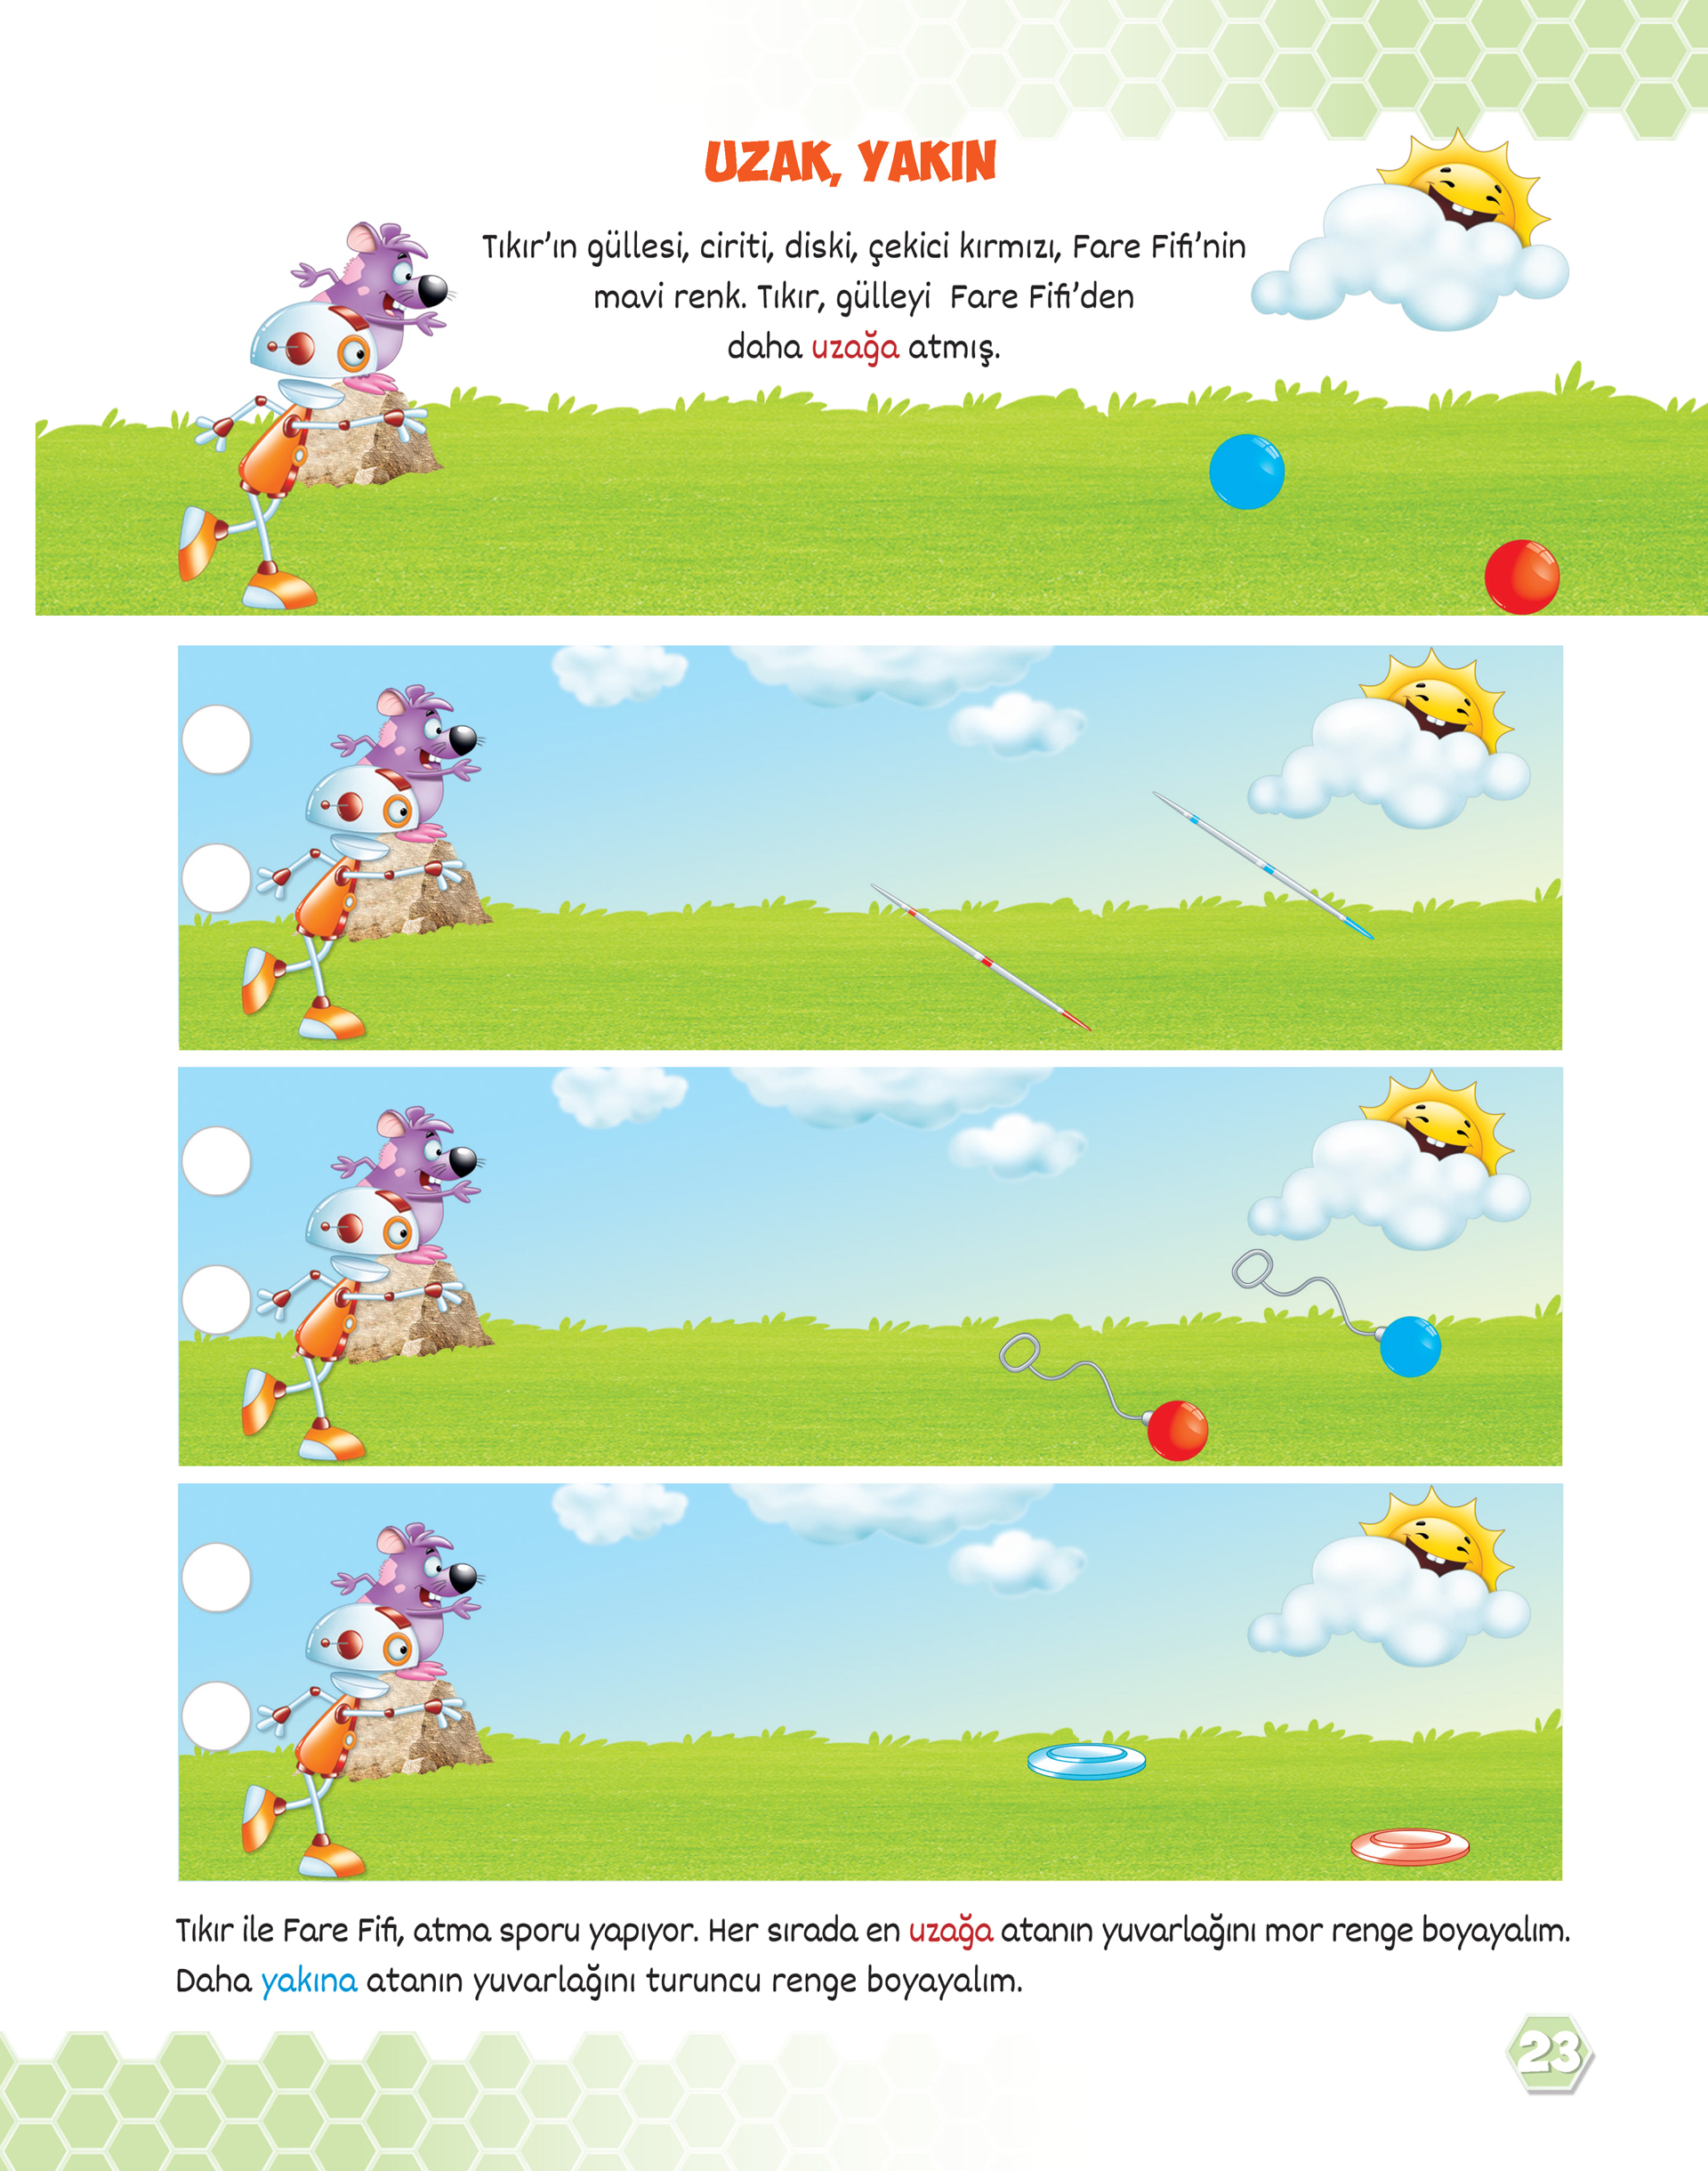 UZAK, YAKIN
Tıkır’ın güllesi, ciriti, diski, çekici kırmızı, Fare Fifi’nin
mavi renk. Tıkır, gülleyi Fare Fifi’den
daha uzağa atmış.
Tıkır ile Fare Fifi, atma sporu yapıyor. Her sırada en uzağa atanın yuvarlağını mor renge boyayalım.
Daha yakına atanın yuvarlağını turuncu renge boyayalım.
23